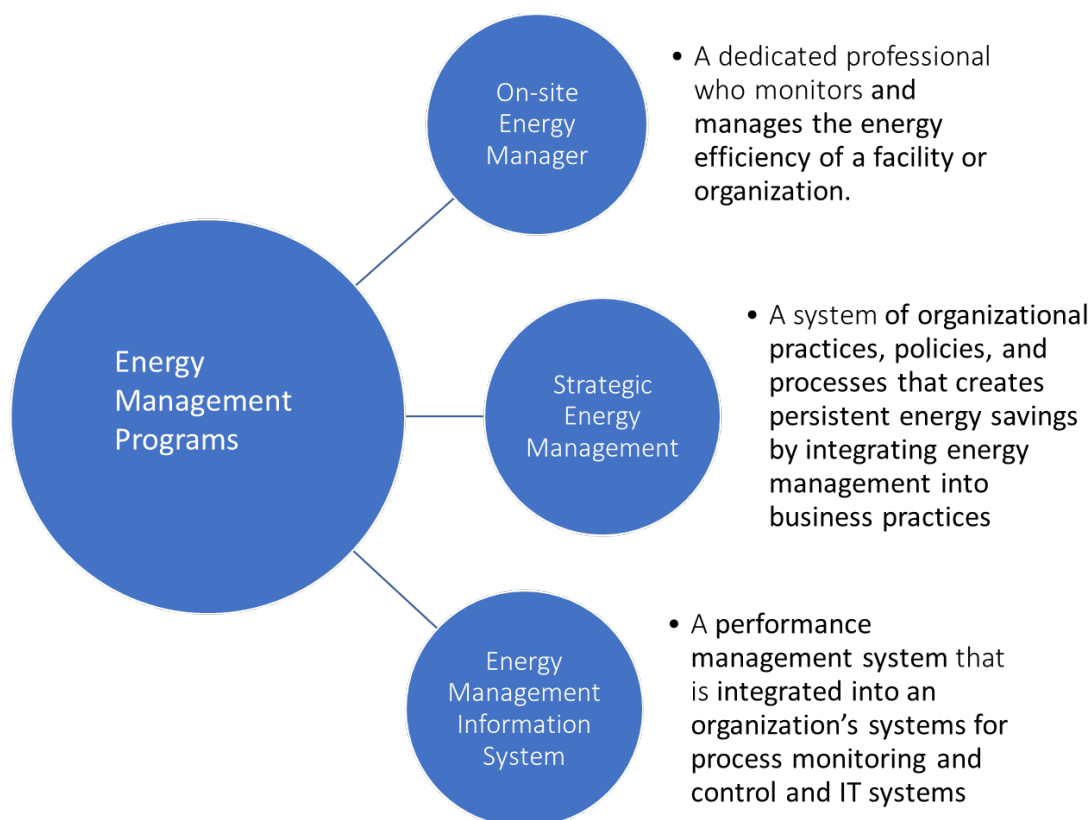 Energy
Management
Programs
On-site
Energy
Manager
• A dedicated professional
who monitors and
manages the energy
efficiency of a facility or
organization.
Strategic
Energy
Management
• A system of organizational
practices, policies, and
processes that creates
persistent energy savings
by integrating energy
management into
business practices
Energy
Management
Information
System
• A performance
management system that
is integrated into an
organization’s systems for
process monitoring and
control and IT systems